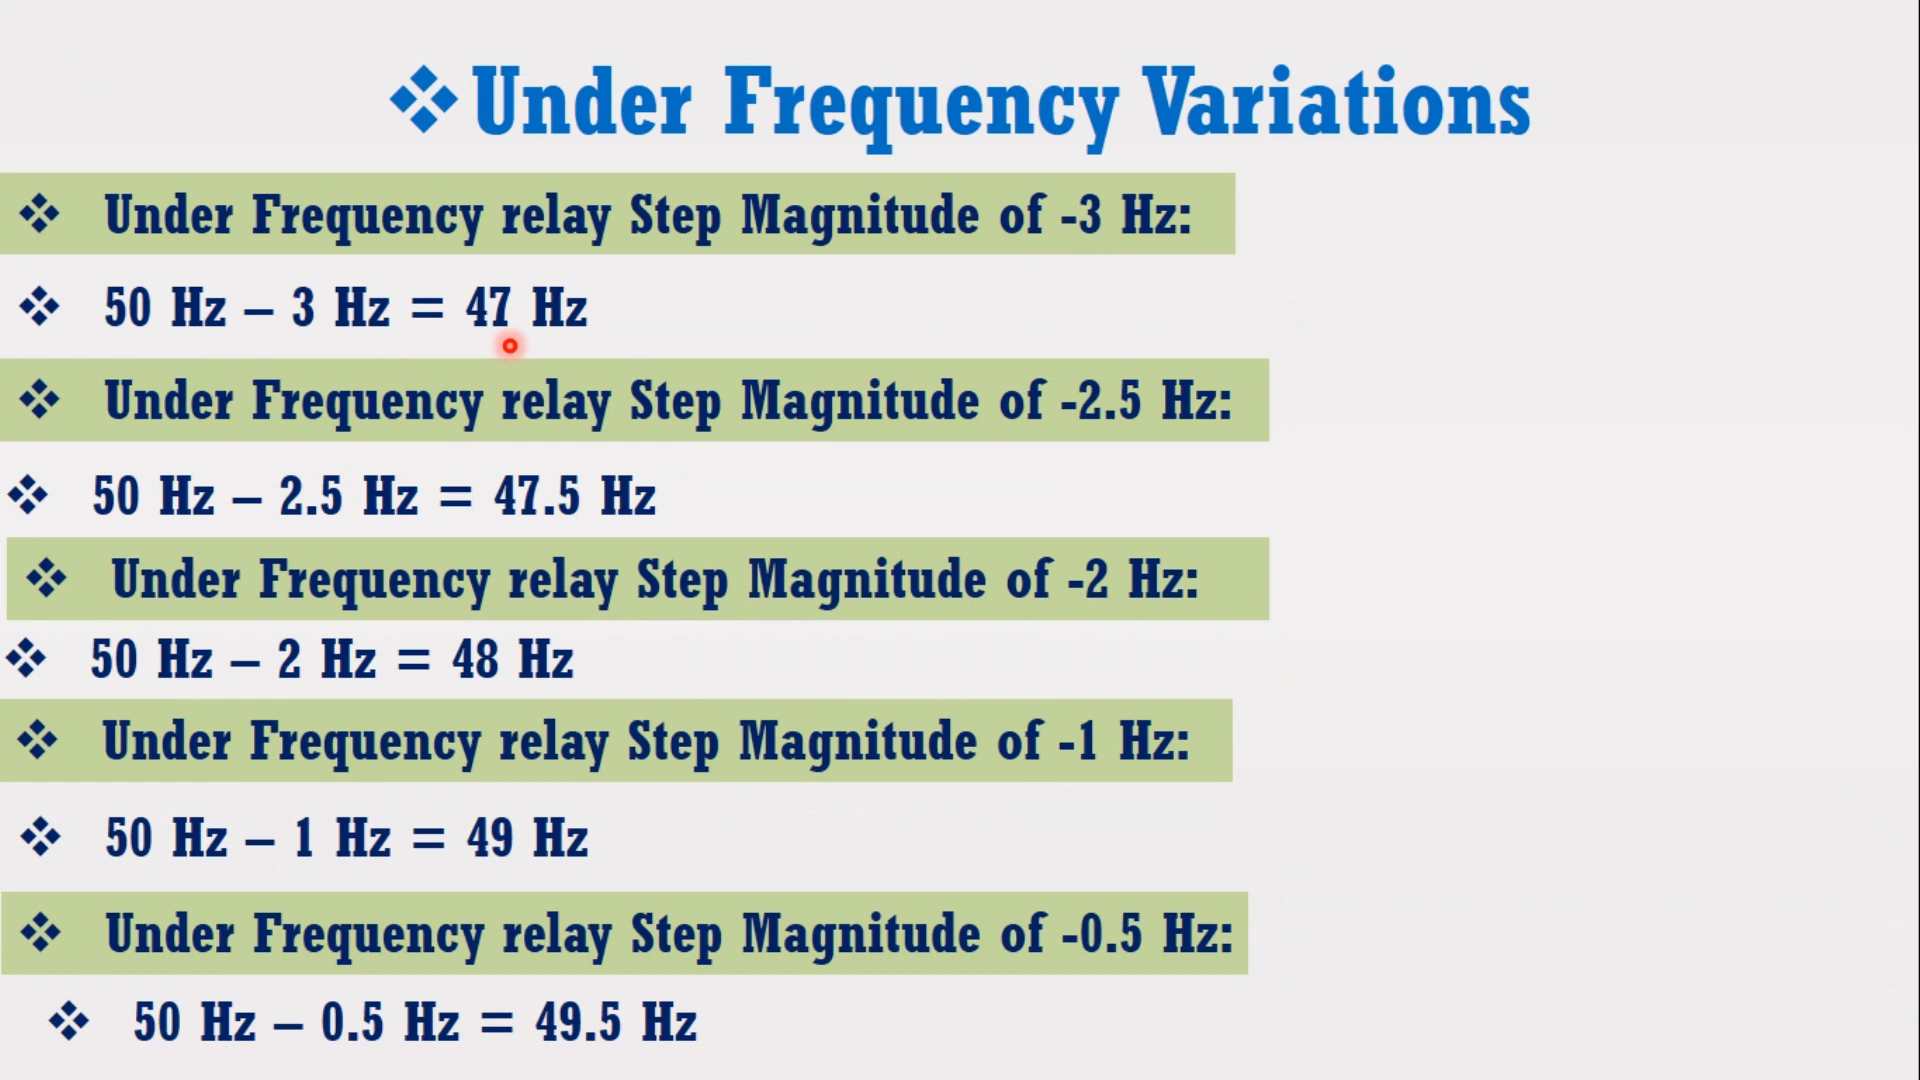 ❖Under Frequency Variations
❖ Under Frequency relay Step Magnitude of -3 Hz:
❖ 50 Hz – 3 Hz = 47 Hz
❖ Under Frequency relay Step Magnitude of -2.5 Hz:
❖ 50 Hz – 2.5 Hz = 47.5 Hz
❖ Under Frequency relay Step Magnitude of -2 Hz:
❖ 50 Hz – 2 Hz = 48 Hz
❖ Under Frequency relay Step Magnitude of -1 Hz:
❖ 50 Hz – 1 Hz = 49 Hz
❖ Under Frequency relay Step Magnitude of -0.5 Hz:
❖ 50 Hz – 0.5 Hz = 49.5 Hz